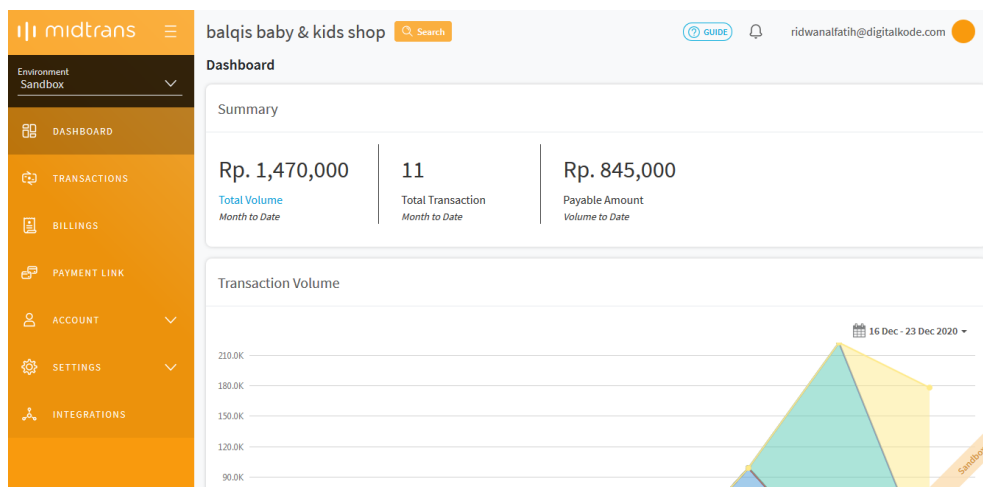 midtrans
balqis baby & kids shop
Search
GUIDE
ridwanalfatih@digitalkode.com
Environment
Sandbox
Dashboard
DASHBOARD
TRANSACTIONS
BILLINGS
PAYMENT LINK
ACCOUNT
SETTINGS
INTEGRATIONS
Summary
Rp. 1,470,000
Total Volume
Month to Date
11
Total Transaction
Month to Date
Rp. 845,000
Payable Amount
Volume to Date
Transaction Volume
16 Dec - 23 Dec 2020
210.0K
180.0K
150.0K
120.0K
90.0K
Sandbox